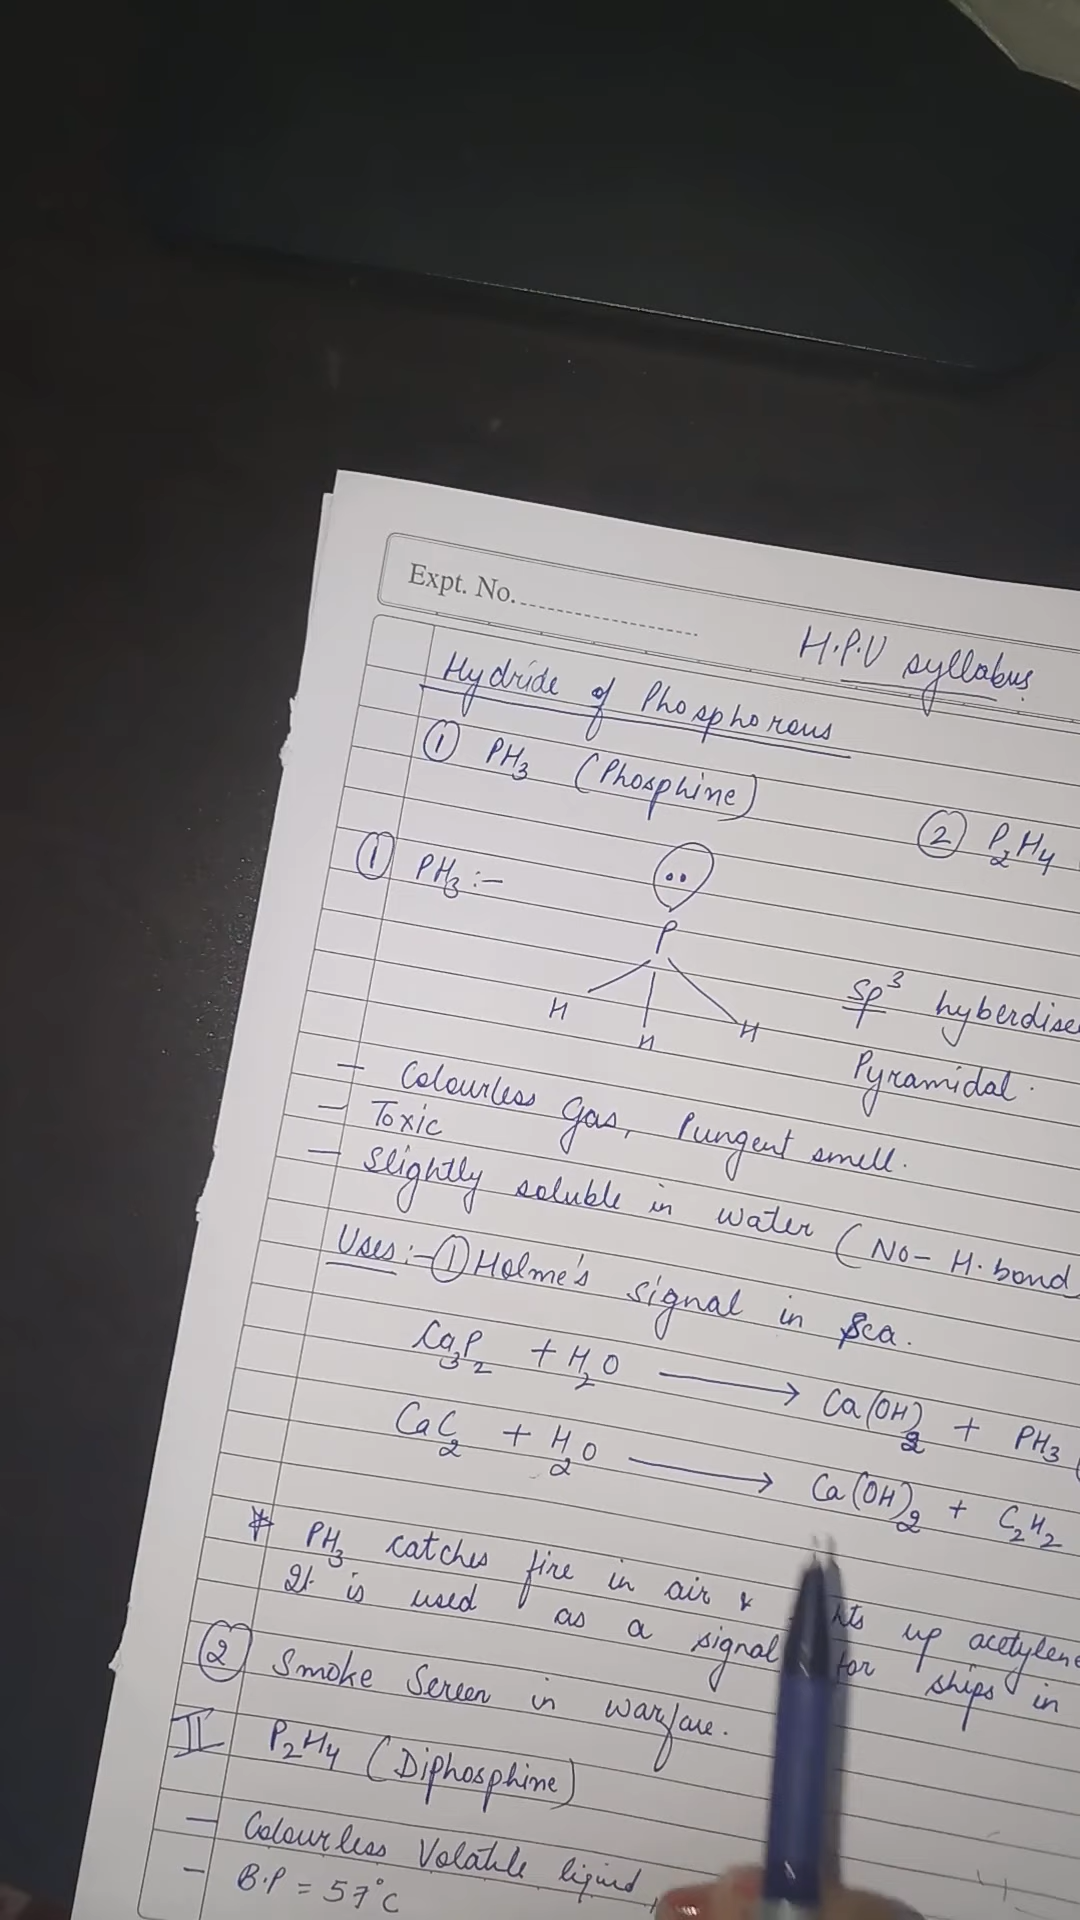 Expt. No.
H.P.U syllabus.
Hydride of Phosphorous
① PH3 (Phosphine)
② P2H4
① PH3 :-
P
H
H
H
sp³ hyberdise
Pyramidal.
- Colourless Gas, Pungent smell.
- Toxic
- Slightly soluble in water (No- H. bond
Uses :- ① Holme's signal in sea.
Ca3P2 + H2O → Ca(OH)2 + PH3
CaC2 + H2O → Ca(OH)2 + C2H2
* PH3 catches fire in air & up acetylene
It is used as a signal for ships in
② Smoke Sereen in warfare.
II P2H4 (Diphosphine)
- Colourless Volatile liquid,
- B.P = 57°C